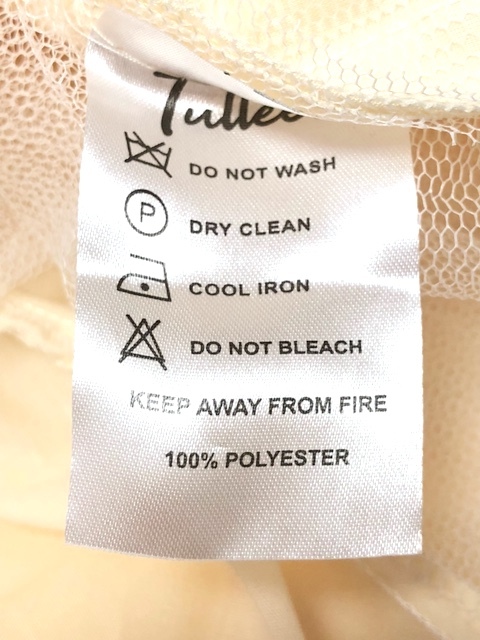 DO NOT WASH
P
DRY CLEAN
COOL IRON
DO NOT BLEACH
KEEP AWAY FROM FIRE
100% POLYESTER